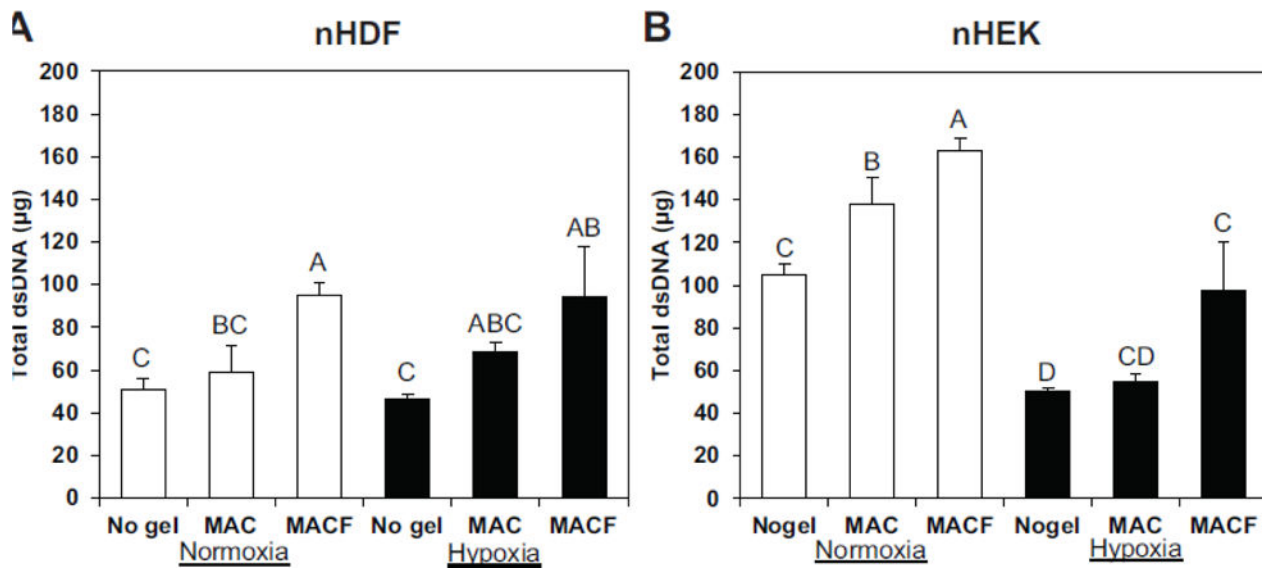 A nHDF
Total dsDNA (µg)
200
180
160
140
120
100
80
60
40
20
0
C
BC
A
C
ABC
AB
No gel MAC MACF No gel MAC MACF
Normoxia Hypoxia
B nHEK
Total dsDNA (µg)
200
180
160
140
120
100
80
60
40
20
0
C
B
A
D
CD
C
Nogel MAC MACF Nogel MAC MACF
Normoxia Hypoxia